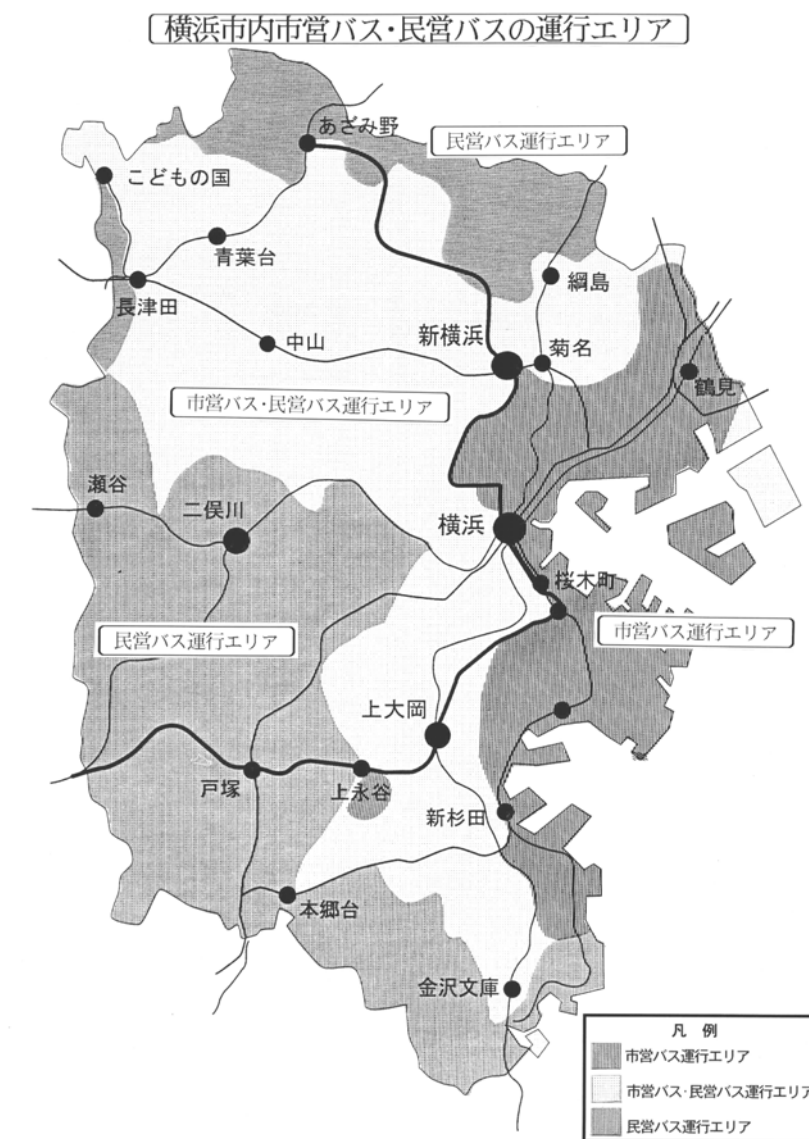 横浜市内市営バス・民営バスの運行エリア
あざみ野
民営バス運行エリア
こどもの国
青葉台
綱島
長津田
中山
新横浜
菊名
鶴見
市営バス・民営バス運行エリア
瀬谷
二俣川
横浜
桜木町
民営バス運行エリア
市営バス運行エリア
上大岡
戸塚
上永谷
新杉田
本郷台
金沢文庫
凡 例
市営バス運行エリア
市営バス・民営バス運行エリア
民営バス運行エリア